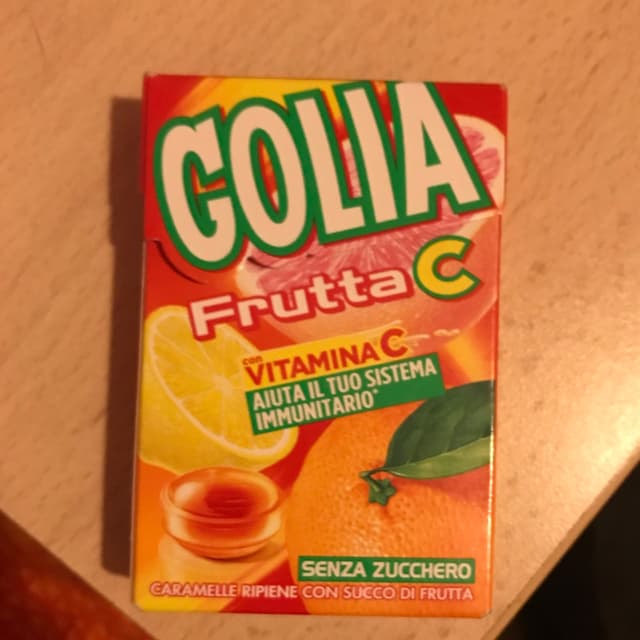 GOLIA
Frutta C
con VITAMINA C
AIUTA IL TUO SISTEMA
IMMUNITARIO*
SENZA ZUCCHERO
CARAMELLE RIPIENE CON SUCCO DI FRUTTA